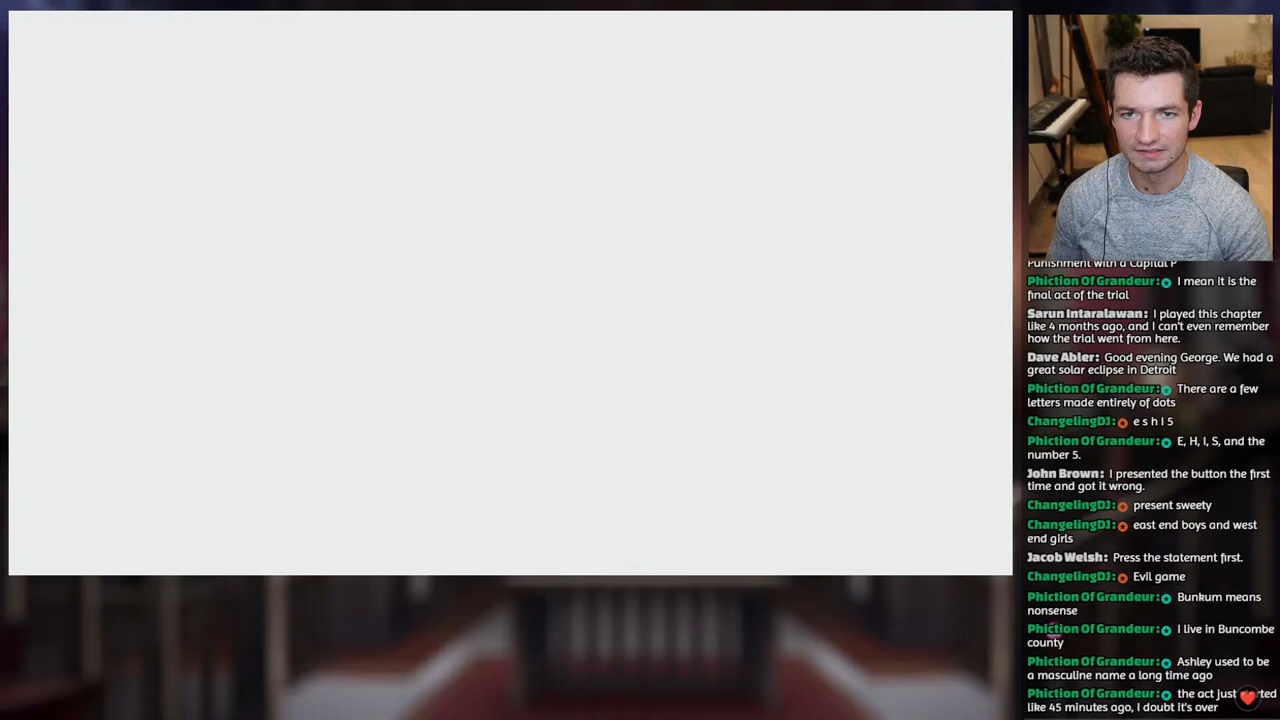 Punishment with a Capital P
Phiction Of Grandeur: I mean it is the
final act of the trial
Sarun Intaralawan: I played this chapter
like 4 months ago, and I can't even remember
how the trial went from here.
Dave Abler: Good evening George. We had a
great solar eclipse in Detroit
Phiction Of Grandeur: There are a few
letters made entirely of dots
ChangelingDJ: e s h I 5
Phiction Of Grandeur: E, H, I, S, and the
number 5.
John Brown: I presented the button the first
time and got it wrong.
ChangelingDJ: present sweety
ChangelingDJ: east end boys and west
end girls
Jacob Welsh: Press the statement first.
ChangelingDJ: Evil game
Phiction Of Grandeur: Bunkum means
nonsense
Phiction Of Grandeur: I live in Buncombe
county
Phiction Of Grandeur: Ashley used to be
a masculine name a long time ago
Phiction Of Grandeur: the act just
like 45 minutes ago, I doubt it's over